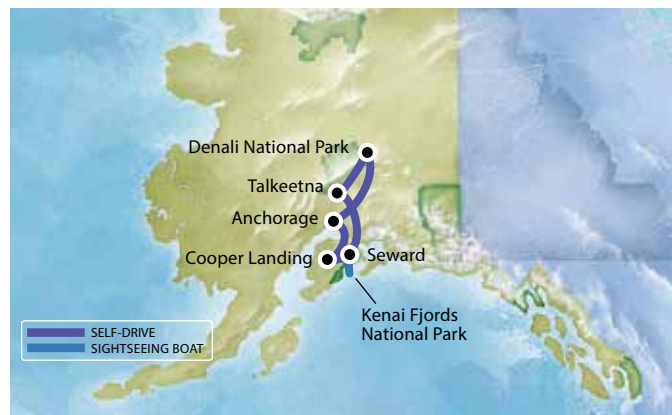 Denali National Park
Talkeetna
Anchorage
Cooper Landing
Seward
Kenai Fjords
National Park
SELF-DRIVE
SIGHTSEEING BOAT